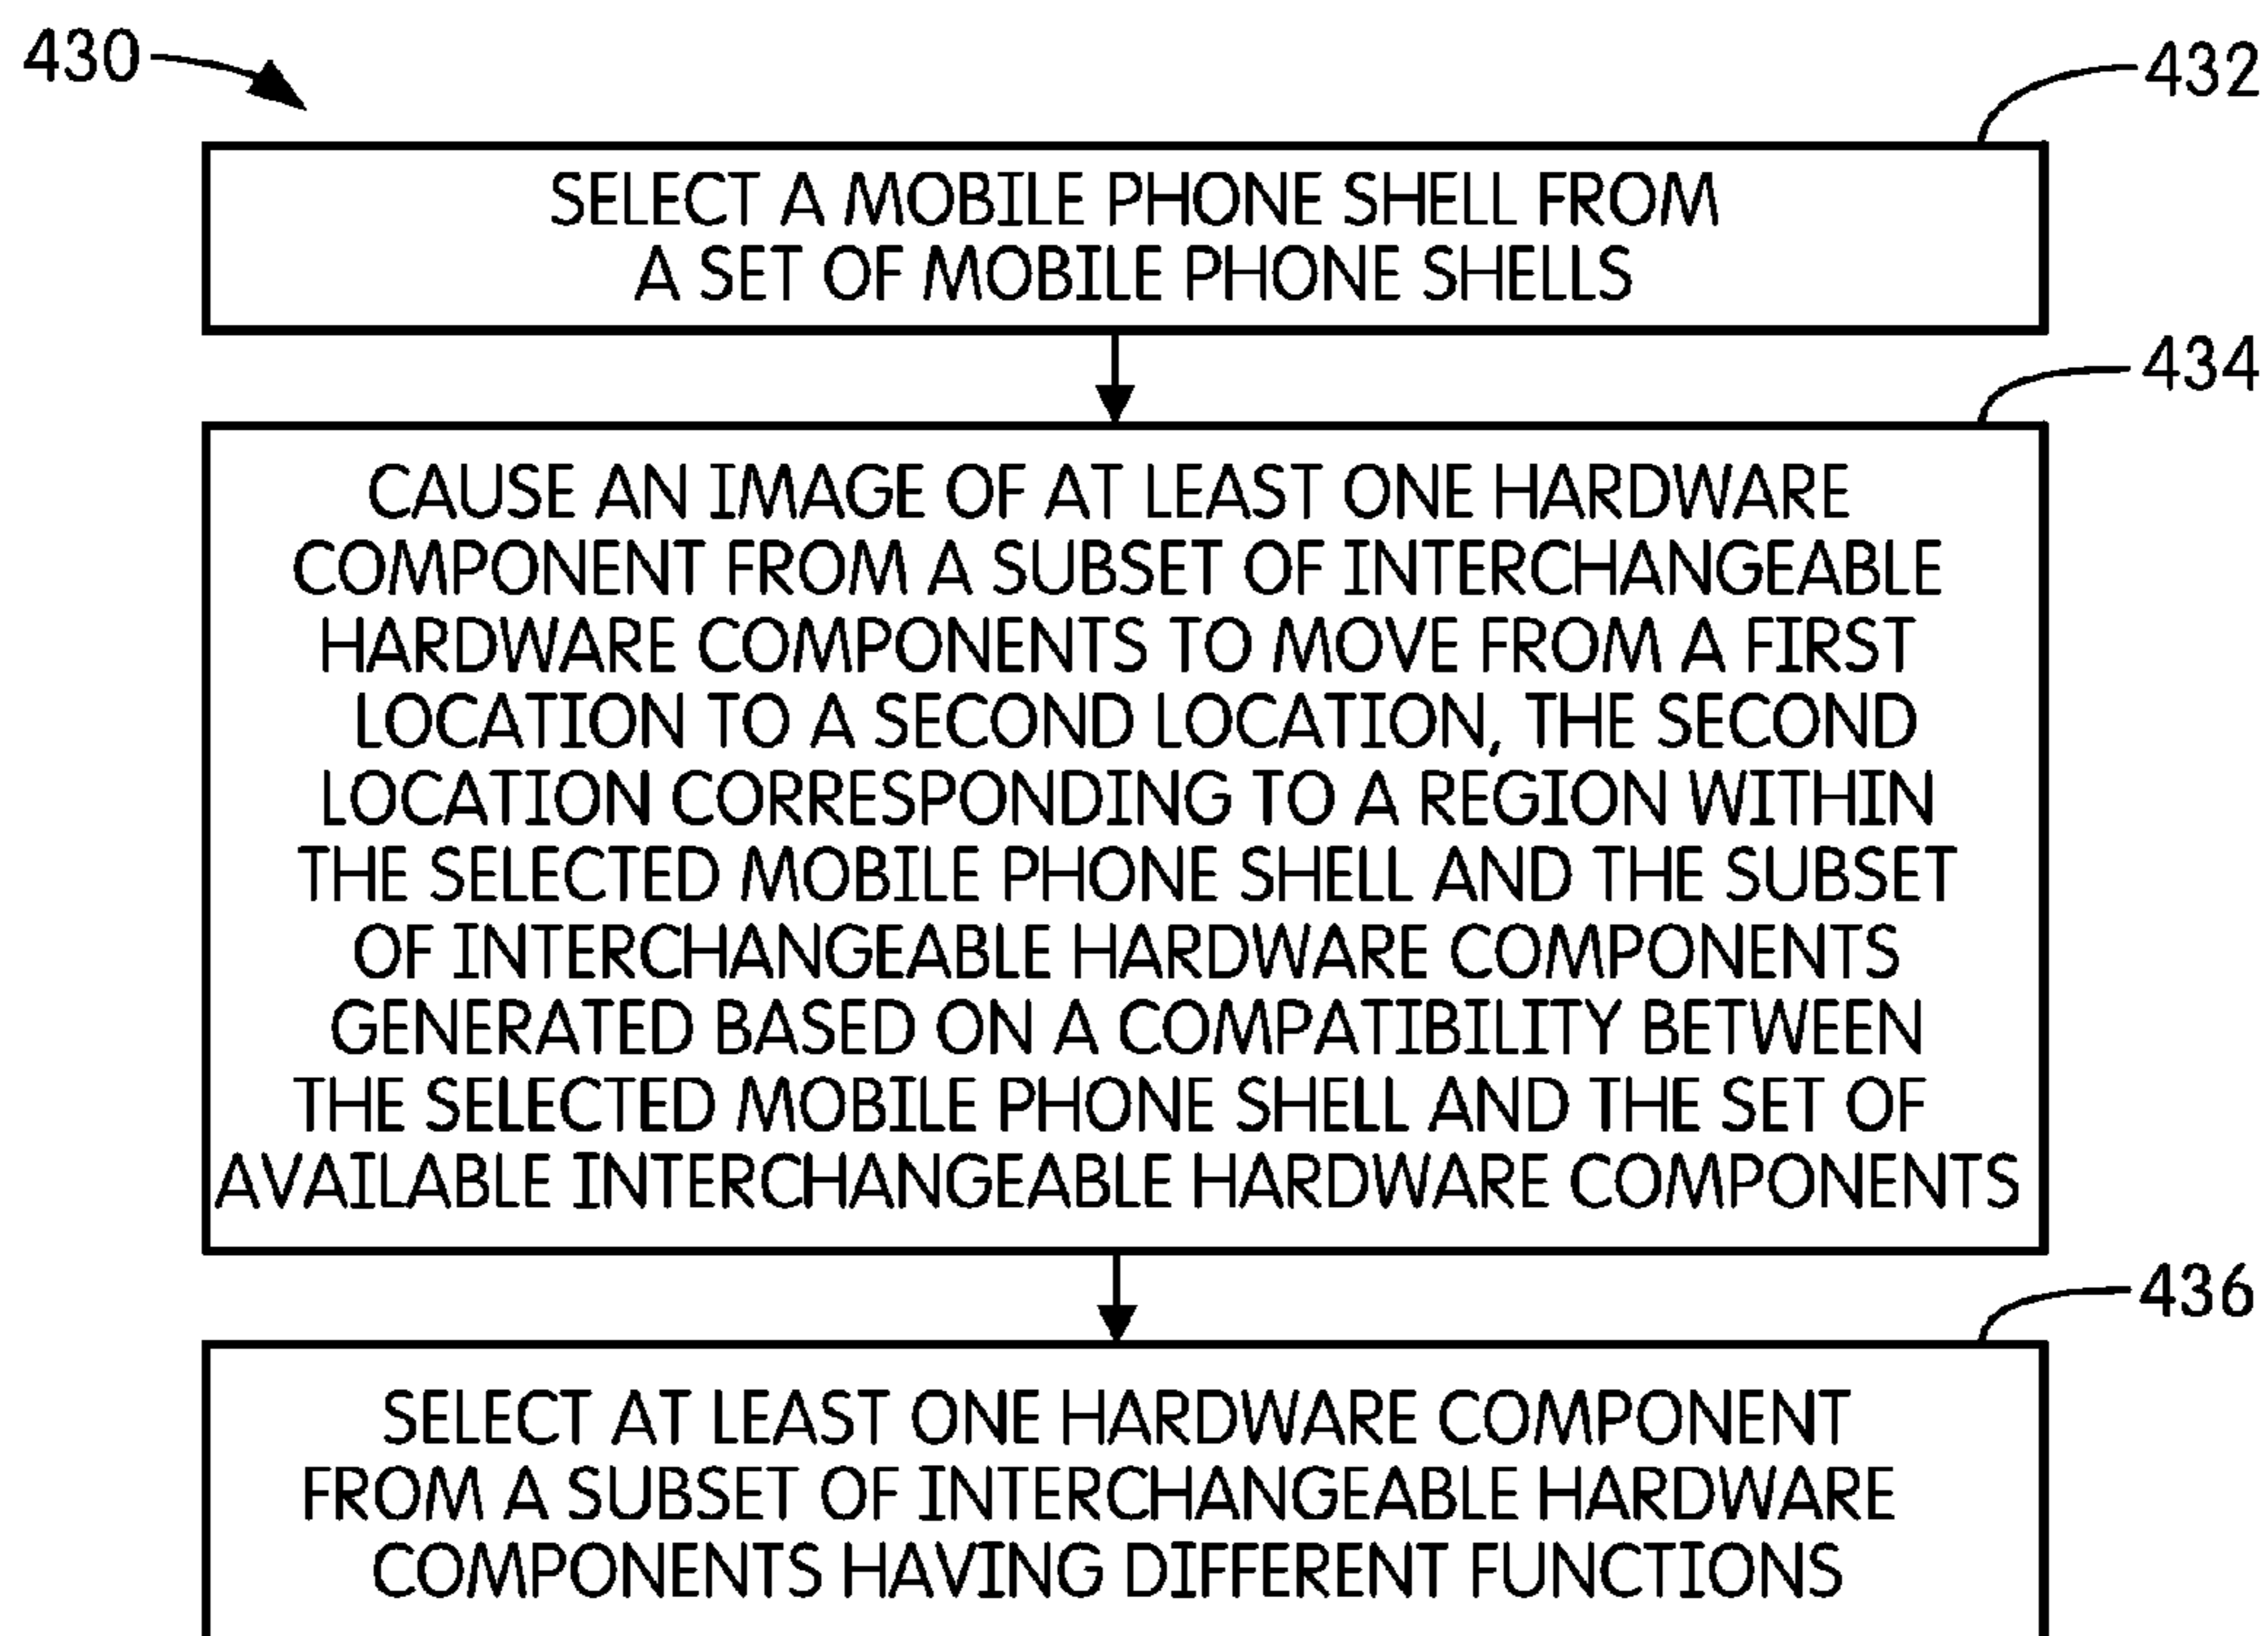 430
432
SELECT A MOBILE PHONE SHELL FROM
A SET OF MOBILE PHONE SHELLS
434
CAUSE AN IMAGE OF AT LEAST ONE HARDWARE
COMPONENT FROM A SUBSET OF INTERCHANGEABLE
HARDWARE COMPONENTS TO MOVE FROM A FIRST
LOCATION TO A SECOND LOCATION, THE SECOND
LOCATION CORRESPONDING TO A REGION WITHIN
THE SELECTED MOBILE PHONE SHELL AND THE SUBSET
OF INTERCHANGEABLE HARDWARE COMPONENTS
GENERATED BASED ON A COMPATIBILITY BETWEEN
THE SELECTED MOBILE PHONE SHELL AND THE SET OF
AVAILABLE INTERCHANGEABLE HARDWARE COMPONENTS
436
SELECT AT LEAST ONE HARDWARE COMPONENT
FROM A SUBSET OF INTERCHANGEABLE HARDWARE
COMPONENTS HAVING DIFFERENT FUNCTIONS